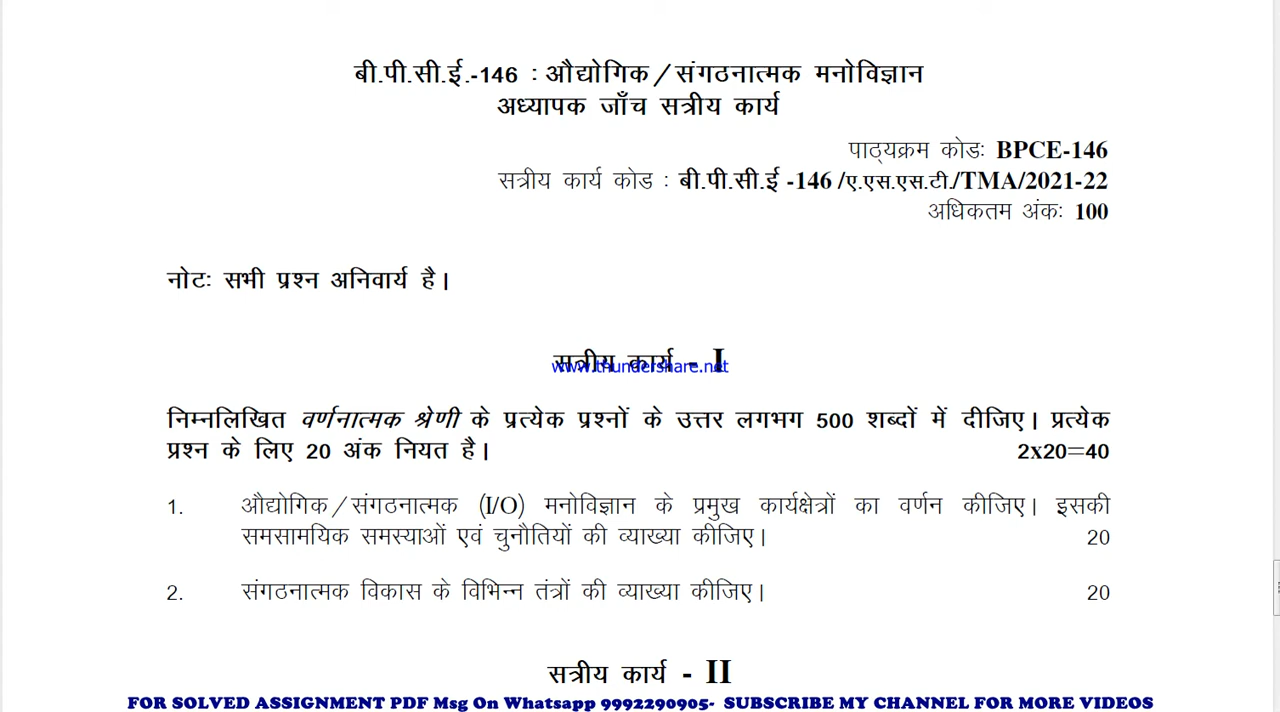 बी.पी.सी.ई.-146 : औद्योगिक/संगठनात्मक मनोविज्ञान
अध्यापक जाँच सत्रीय कार्य
पाठ्यक्रम कोडः BPCE-146
सत्रीय कार्य कोड : बी.पी.सी.ई -146 /ए.एस.एस.टी./TMA/2021-22
अधिकतम अंकः 100
नोटः सभी प्रश्न अनिवार्य है।
सत्रीय कार्य - I
www.thundershare.net
निम्नलिखित वर्णनात्मक श्रेणी के प्रत्येक प्रश्नों के उत्तर लगभग 500 शब्दों में दीजिए। प्रत्येक
प्रश्न के लिए 20 अंक नियत है। 2x20=40
1. औद्योगिक/संगठनात्मक (I/O) मनोविज्ञान के प्रमुख कार्यक्षेत्रों का वर्णन कीजिए। इसकी
समसामयिक समस्याओं एवं चुनौतियों की व्याख्या कीजिए। 20
2. संगठनात्मक विकास के विभिन्न तंत्रों की व्याख्या कीजिए। 20
सत्रीय कार्य - II
FOR SOLVED ASSIGNMENT PDF Msg On Whatsapp 9992290905- SUBSCRIBE MY CHANNEL FOR MORE VIDEOS